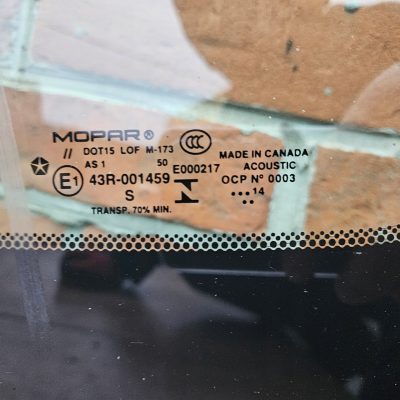 MOPAR®
// DOT15 LOF M-173
AS 1 50
E1 43R-001459
S
TRANSP. 70% MIN.
CCC
E000217
MADE IN CANADA
ACOUSTIC
OCP Nº 0003
•••• 14 •••